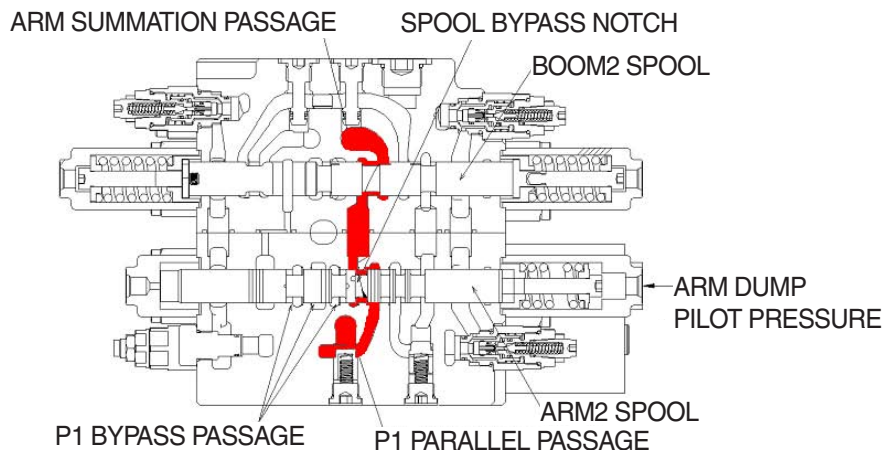 ARM SUMMATION PASSAGE
SPOOL BYPASS NOTCH
BOOM2 SPOOL
ARM DUMP
PILOT PRESSURE
ARM2 SPOOL
P1 BYPASS PASSAGE
P1 PARALLEL PASSAGE